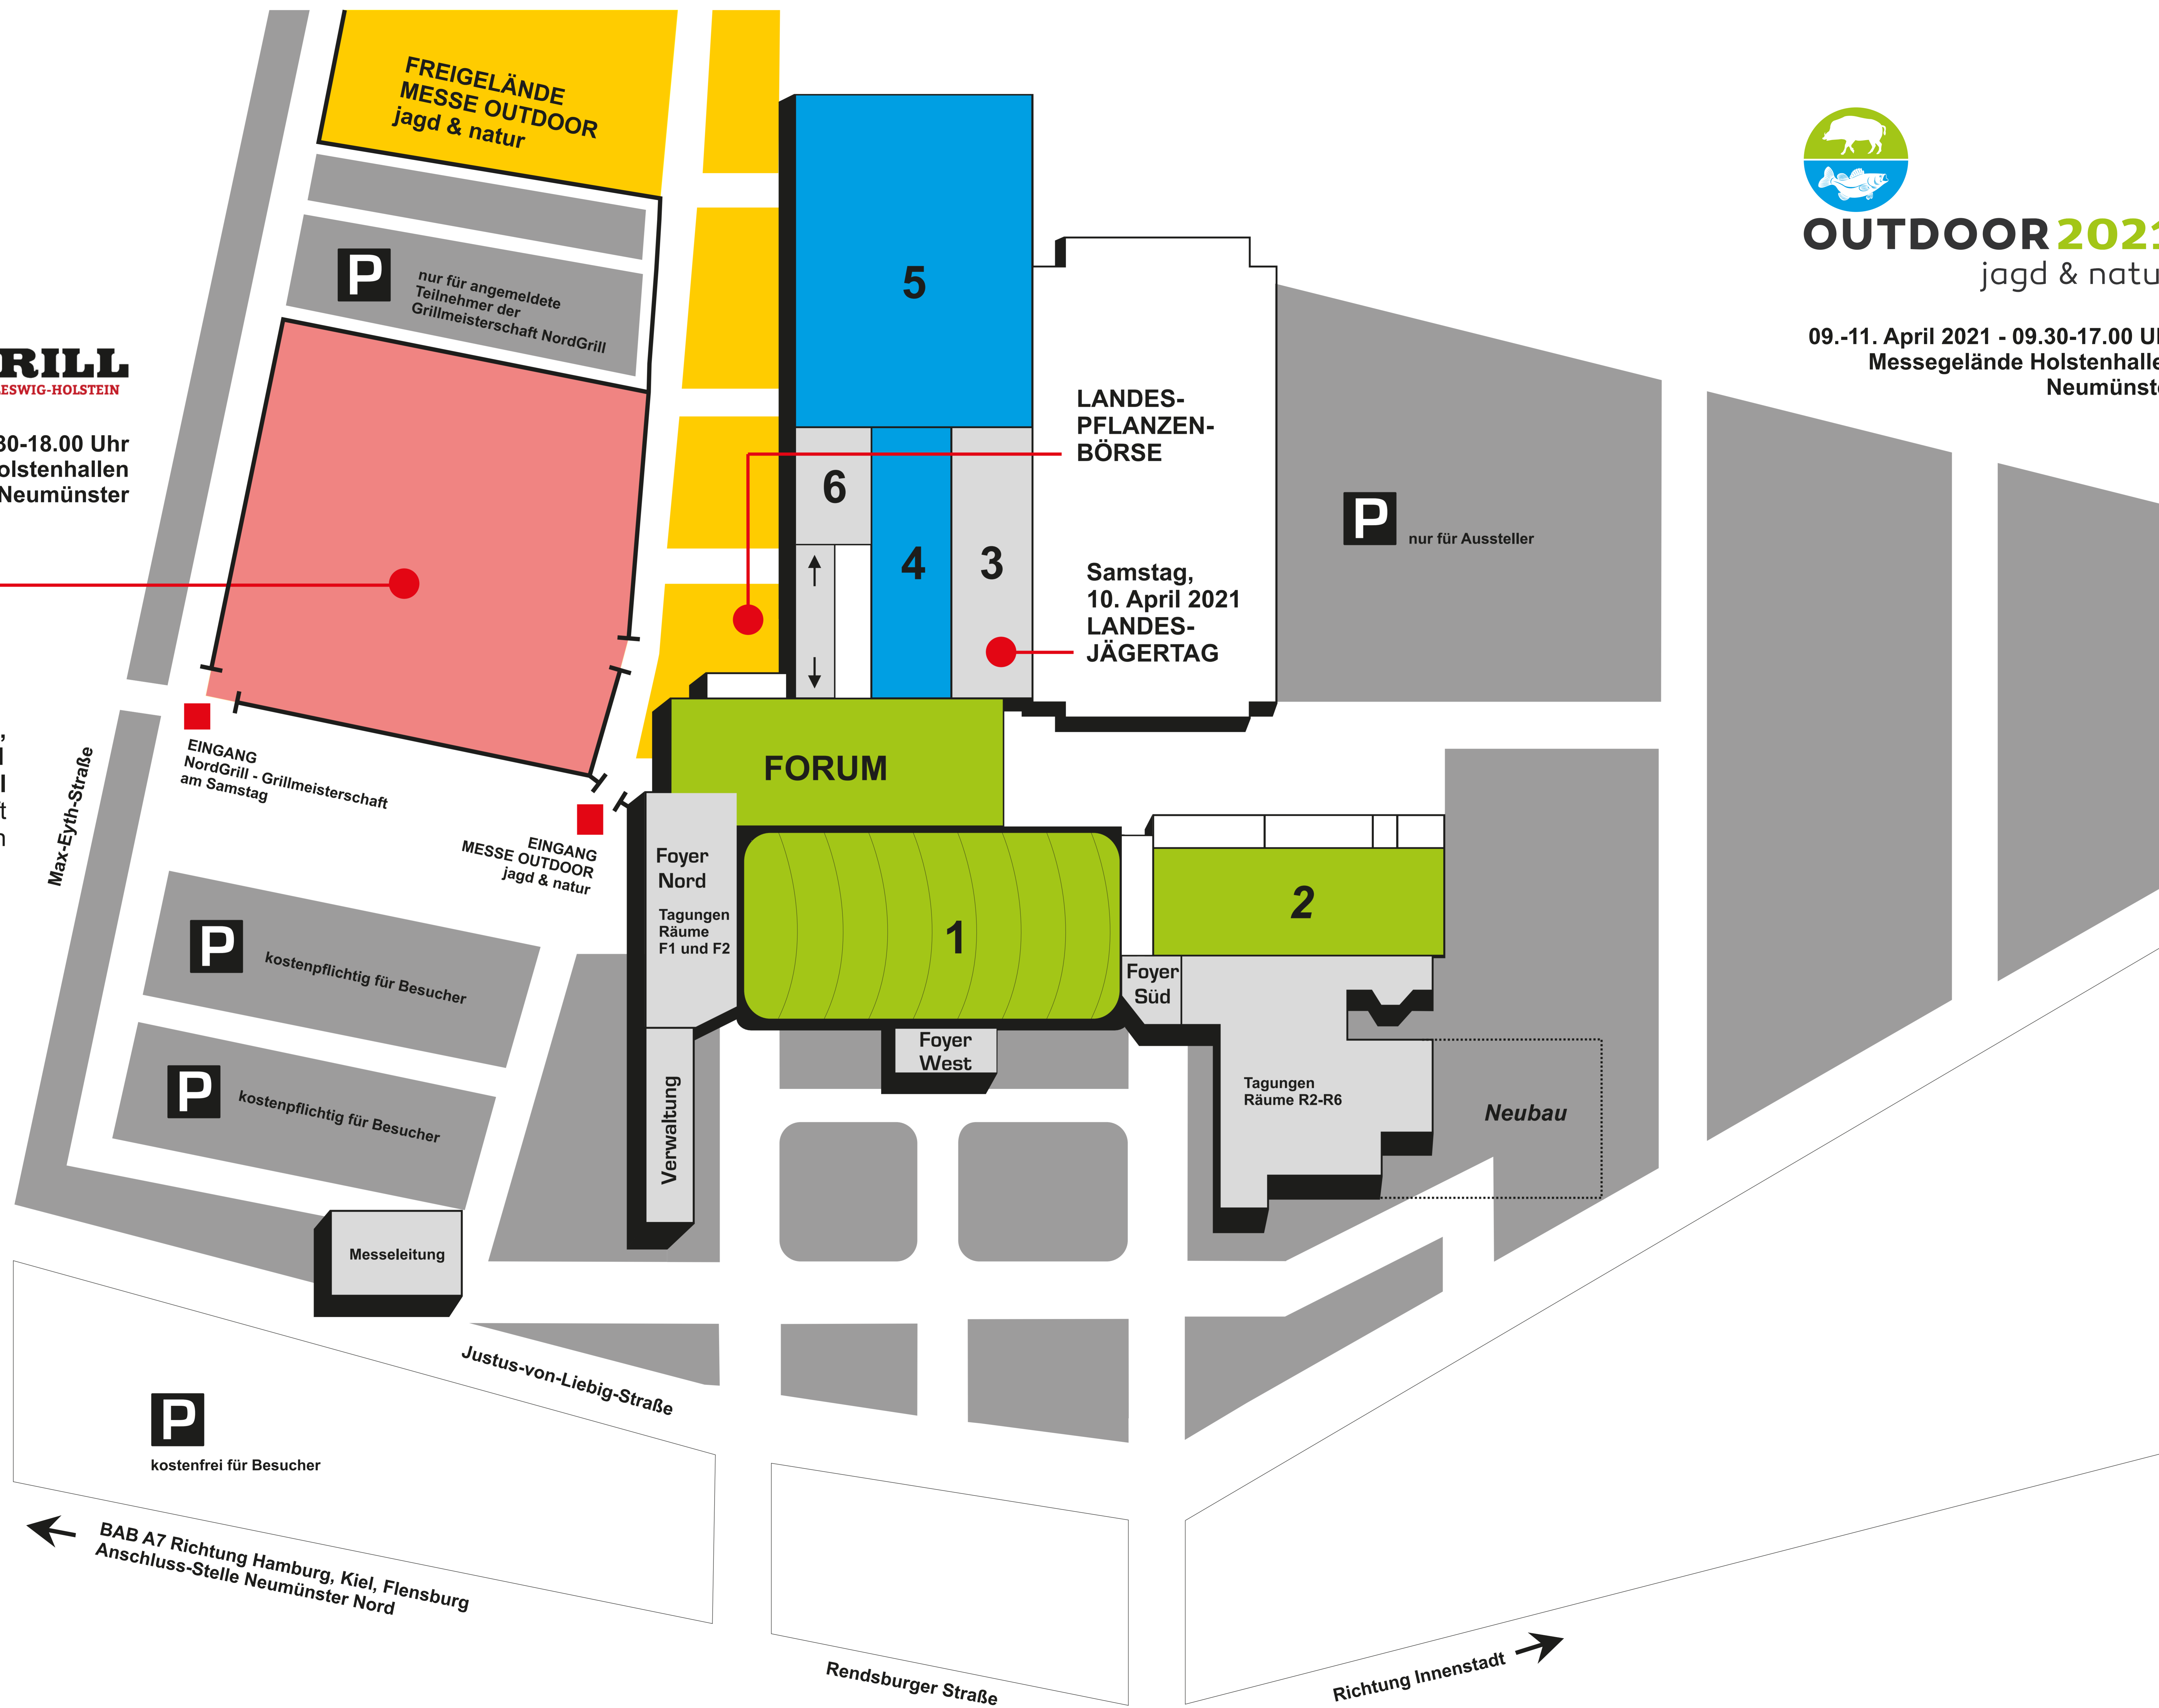 FREIGELÄNDE
MESSE OUTDOOR
jagd & natur
P
nur für angemeldete
Teilnehmer der
Grillmeisterschaft NordGrill
OUTDOOR 2021
jagd &
09.-11. April 2021 - 09.30-17.00
Messegelände
RILL
30-18.00 Uhr
Neumünster
5
6
4
3
LANDES-
PFLANZEN-
BÖRSE
Samstag,
10. April 2021
LANDES-
JÄGERTAG
P
nur für Aussteller
EINGANG
NordGrill - Grillmeisterschaft
am Samstag
EINGANG
MESSE OUTDOOR
jagd & natur
Max-Eyth-Straße
FORUM
Foyer
Nord
Tagungen
Räume
F1 und F2
1
2
Foyer
Süd
Foyer
West
Verwaltung
Tagungen
Räume R2-R6
Neubau
P
kostenpflichtig für Besucher
P
kostenpflichtig für Besucher
Messeleitung
Justus-von-Liebig-Straße
P
kostenfrei für Besucher
BAB A7 Richtung Hamburg, Kiel, Flensburg
Anschluss-Stelle Neumünster Nord
Rendsburger Straße
Richtung Innenstadt